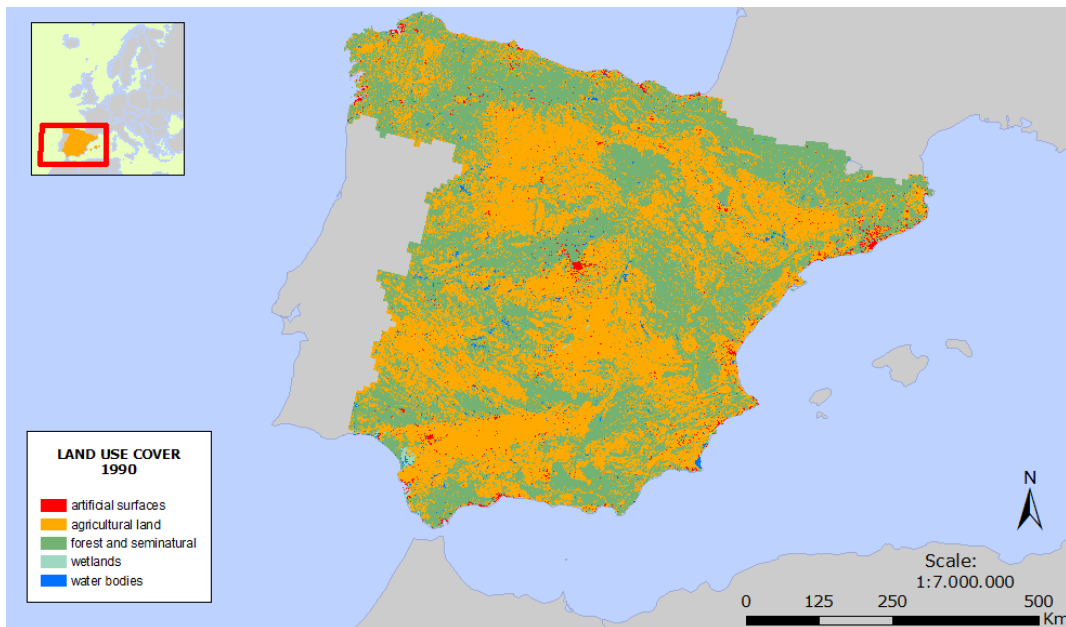 LAND USE COVER
1990
artificial surfaces
agricultural land
forest and seminatural
wetlands
water bodies
N
Scale:
1:7.000.000
0 125 250 500
Km